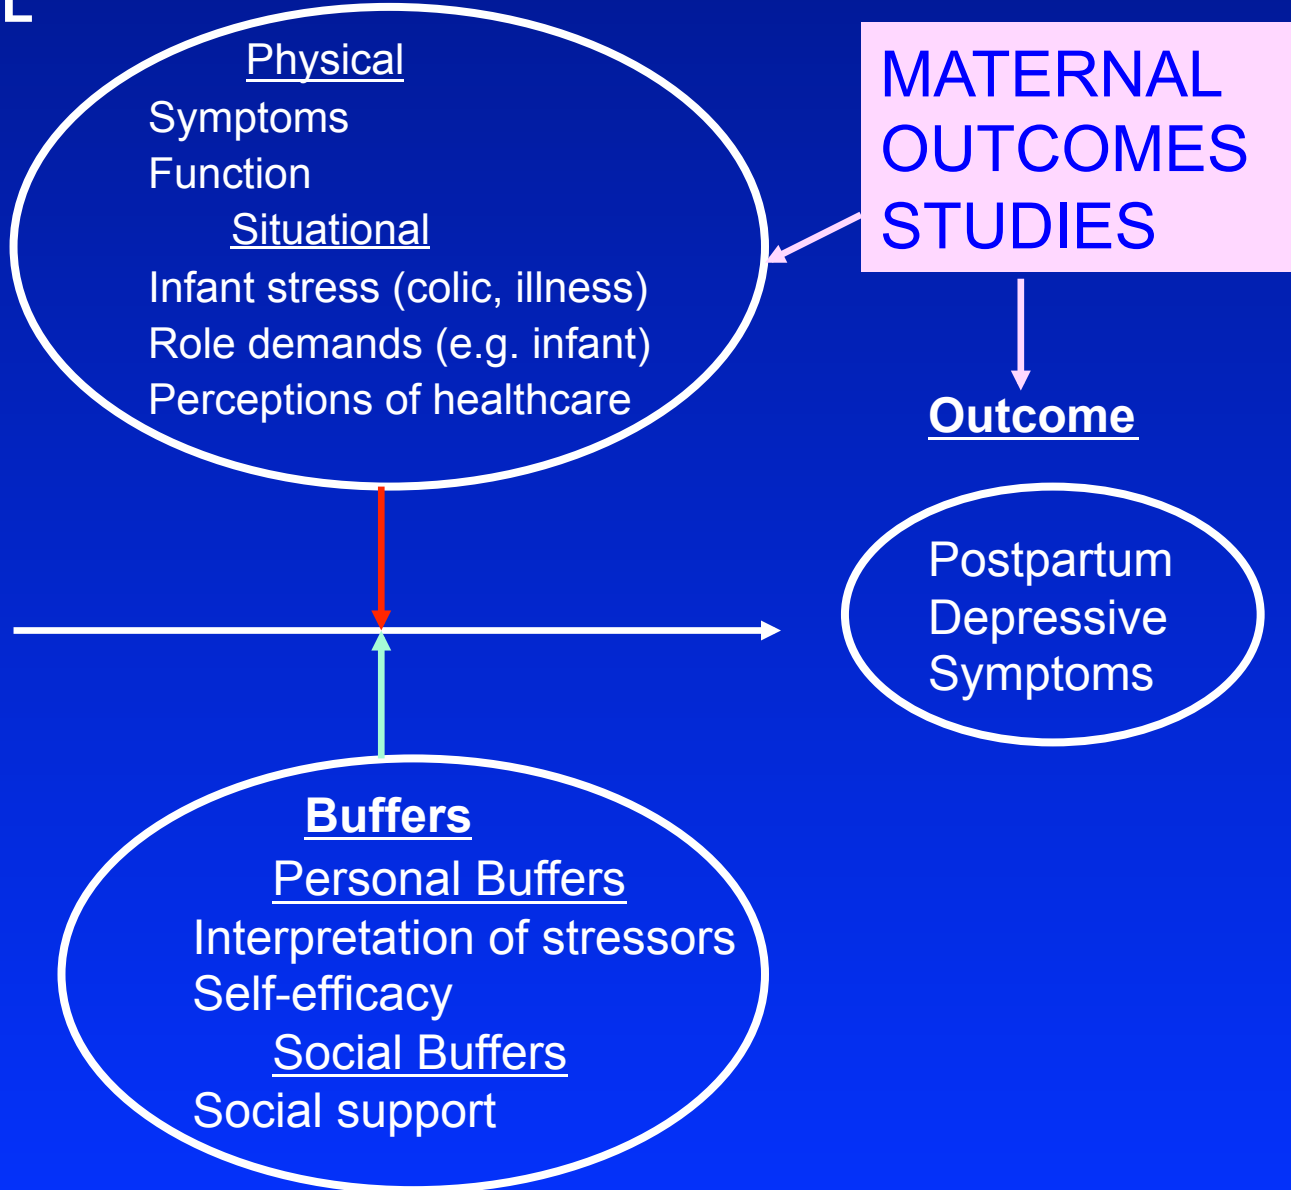 Physical
Symptoms
Function
Situational
Infant stress (colic, illness)
Role demands (e.g. infant)
Perceptions of healthcare
MATERNAL
OUTCOMES
STUDIES
Outcome
Postpartum
Depressive
Symptoms
Buffers
Personal Buffers
Interpretation of stressors
Self-efficacy
Social Buffers
Social support